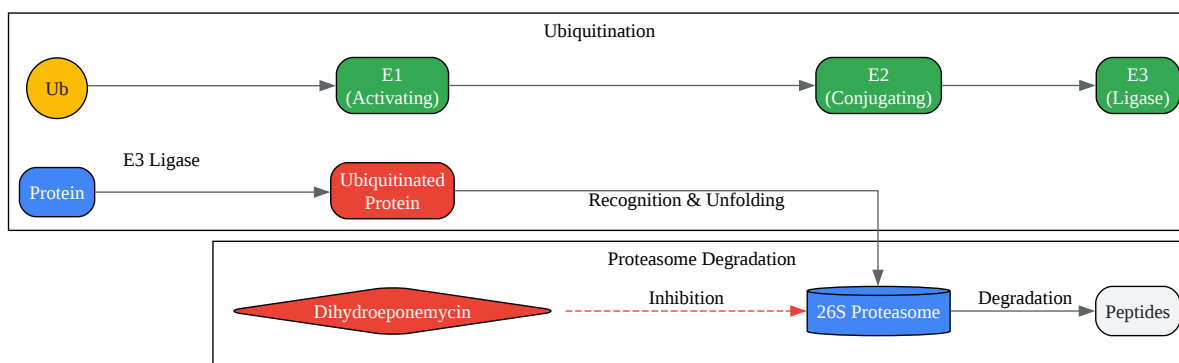 Ubiquitination
Ub
E1
(Activating)
E2
(Conjugating)
E3
(Ligase)
E3 Ligase
Protein
Ubiquitinated
Protein
Recognition & Unfolding
Proteasome Degradation
Dihydroeponemycin
Inhibition
26S Proteasome
Degradation
Peptides